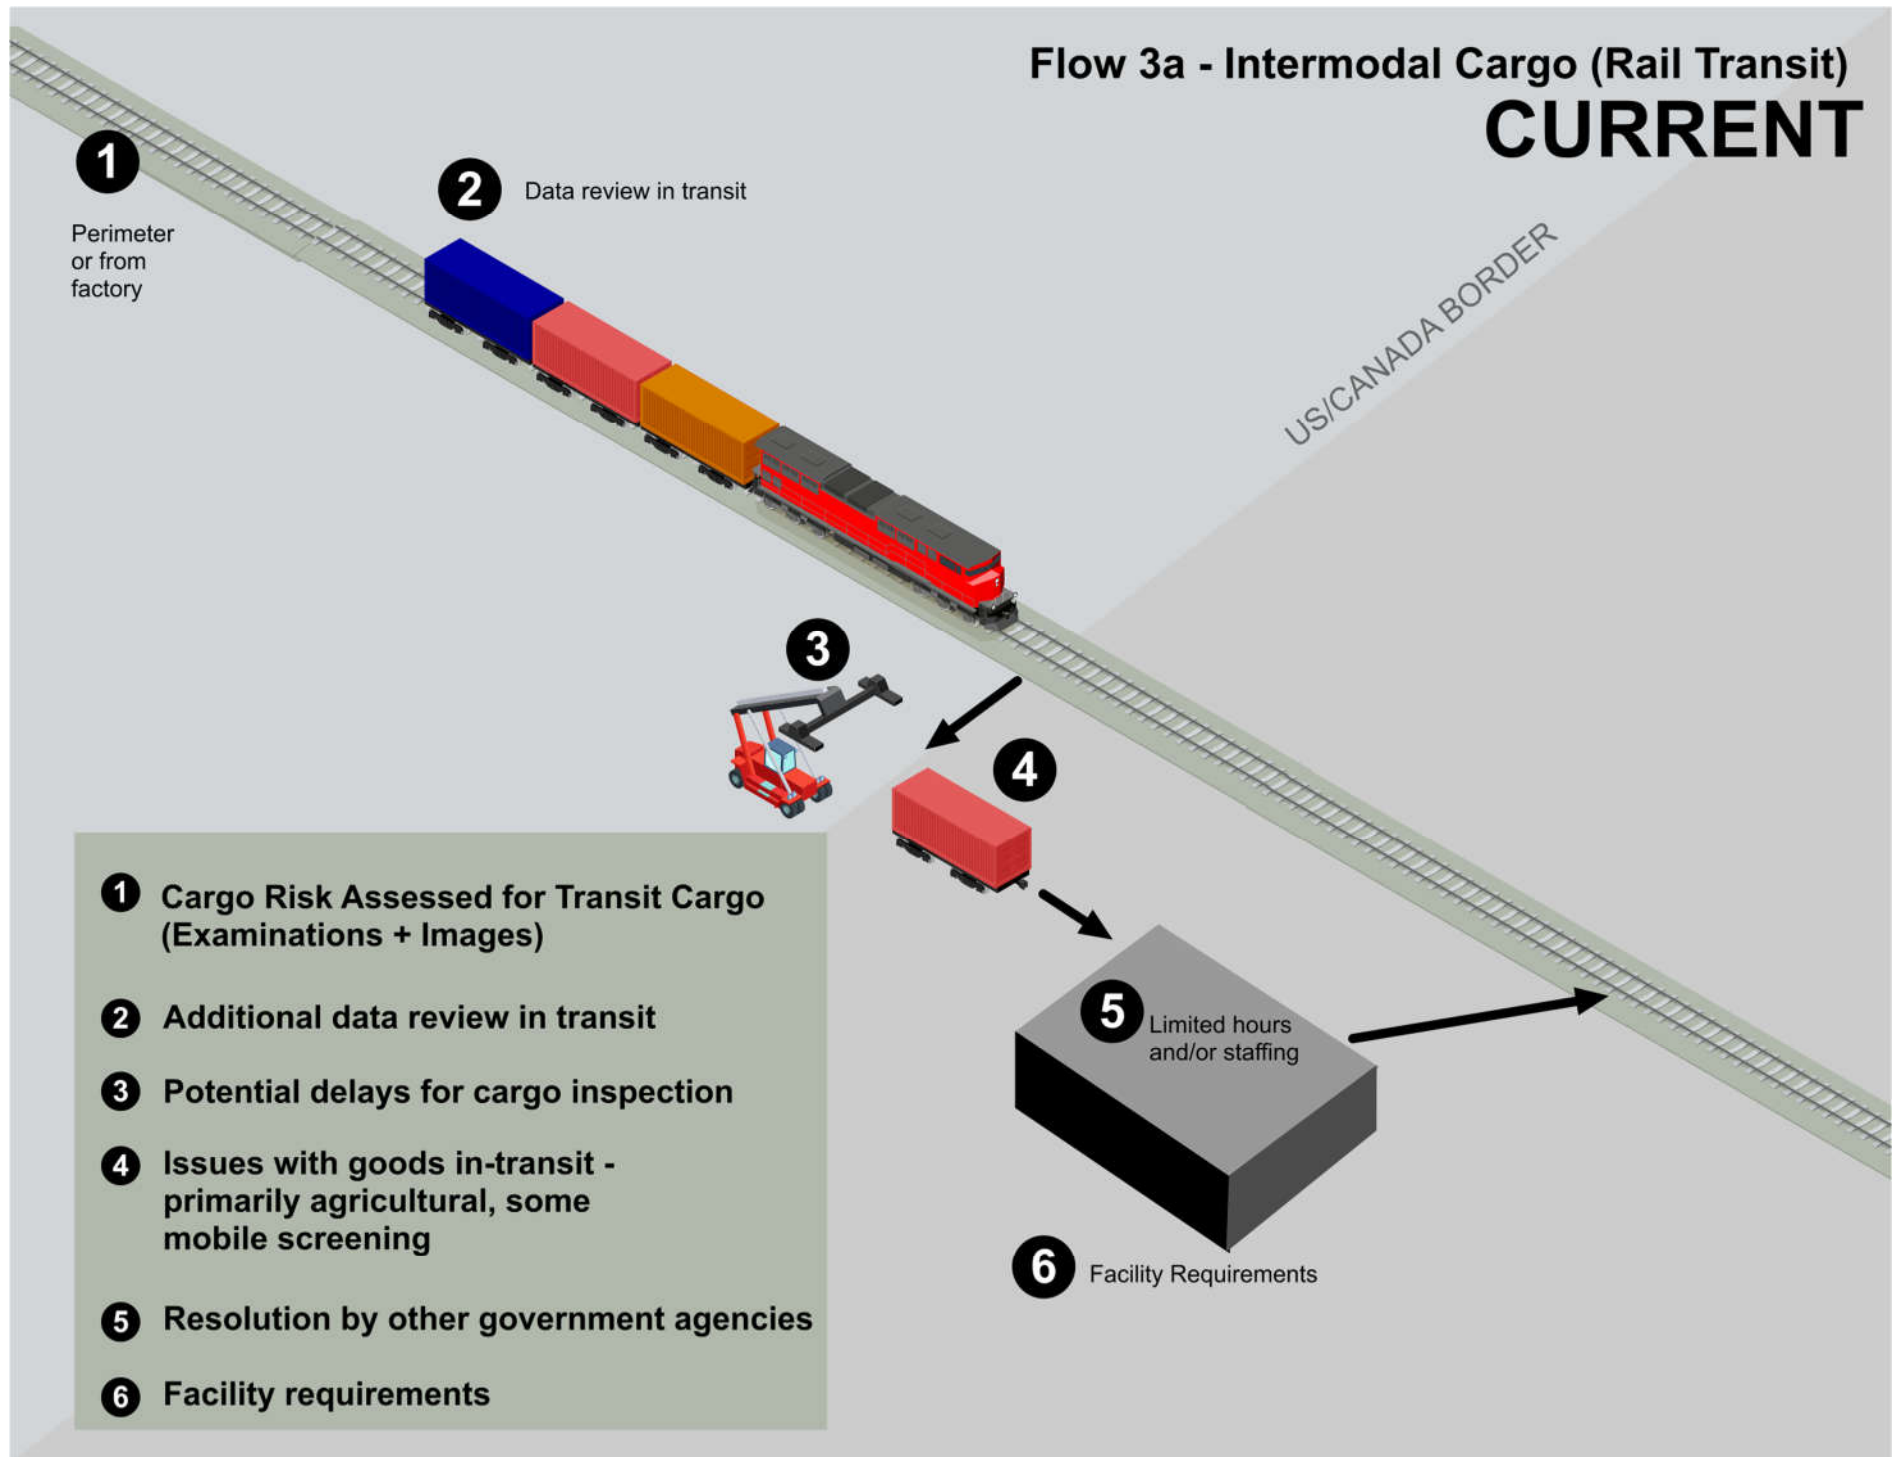 Flow 3a - Intermodal Cargo (Rail Transit)
CURRENT
1
Perimeter
or from
factory
2
Data review in transit
US/CANADA BORDER
3
4
5
Limited hours
and/or staffing
6
Facility Requirements
1
Cargo Risk Assessed for Transit Cargo
(Examinations + Images)
2
Additional data review in transit
3
Potential delays for cargo inspection
4
Issues with goods in-transit -
primarily agricultural, some
mobile screening
5
Resolution by other government agencies
6
Facility requirements